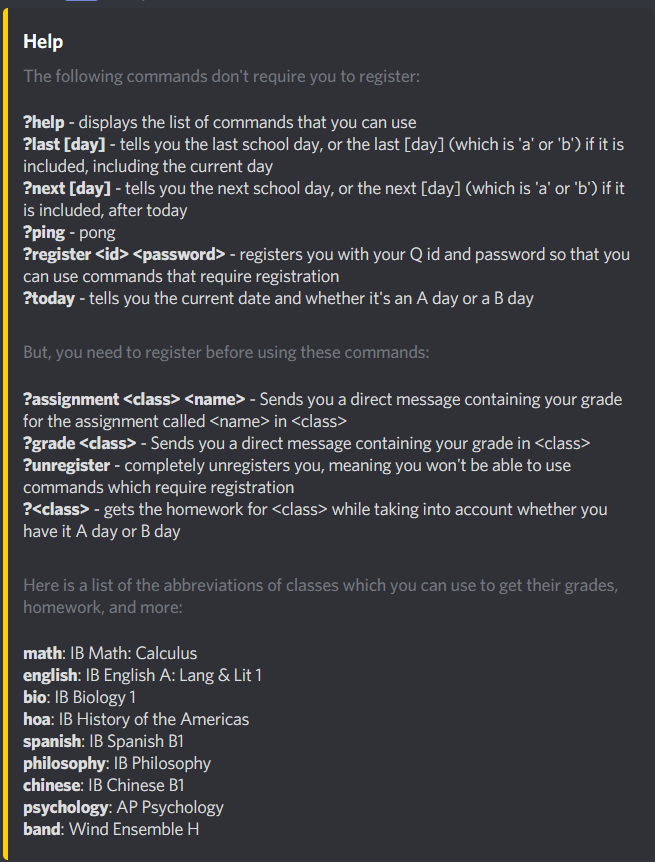 Help
The following commands don't require you to register:
?help - displays the list of commands that you can use
?last [day] - tells you the last school day, or the last [day] (which is 'a' or 'b') if it is
included, including the current day
?next [day] - tells you the next school day, or the next [day] (which is 'a' or 'b') if it
is included, after today
?ping - pong
?register <id> <password> - registers you with your Q id and password so that you
can use commands that require registration
?today - tells you the current date and whether it's an A day or a B day
But, you need to register before using these commands:
?assignment <class> <name> - Sends you a direct message containing your grade
for the assignment called <name> in <class>
?grade <class> - Sends you a direct message containing your grade in <class>
?unregister - completely unregisters you, meaning you won't be able to use
commands which require registration
?<class> - gets the homework for <class> while taking into account whether you
have it A day or B day
Here is a list of the abbreviations of classes which you can use to get their grades,
homework, and more:
math: IB Math: Calculus
english: IB English A: Lang & Lit 1
bio: IB Biology 1
hoa: IB History of the Americas
spanish: IB Spanish B1
philosophy: IB Philosophy
chinese: IB Chinese B1
psychology: AP Psychology
band: Wind Ensemble H